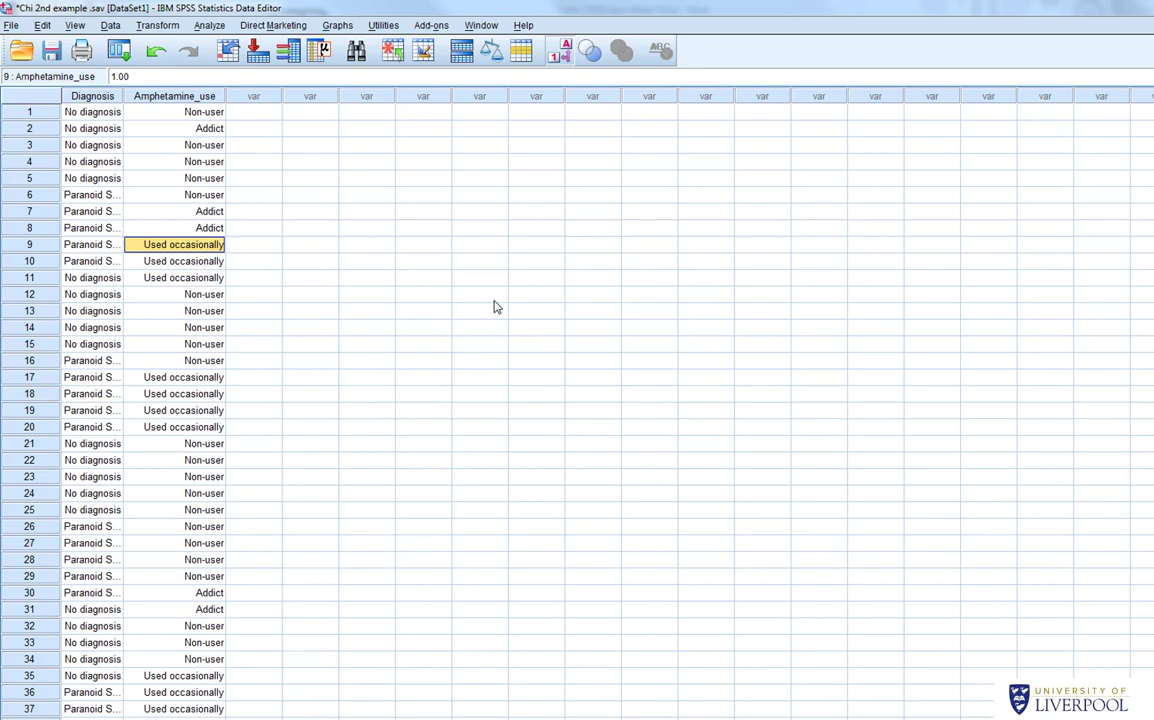 *Chi 2nd example .sav [DataSet1] - IBM SPSS Statistics Data Editor
File Edit View Data Transform Analyze Direct Marketing Graphs Utilities Add-ons Window Help
9 : Amphetamine_use 1.00
Diagnosis Amphetamine_use var var var var var var var var var var var var var var var var
1 No diagnosis Non-user
2 No diagnosis Addict
3 No diagnosis Non-user
4 No diagnosis Non-user
5 No diagnosis Non-user
6 Paranoid S... Non-user
7 Paranoid S... Addict
8 Paranoid S... Addict
9 Paranoid S... Used occasionally
10 Paranoid S... Used occasionally
11 No diagnosis Used occasionally
12 No diagnosis Non-user
13 No diagnosis Non-user
14 No diagnosis Non-user
15 No diagnosis Non-user
16 Paranoid S... Non-user
17 Paranoid S... Used occasionally
18 Paranoid S... Used occasionally
19 Paranoid S... Used occasionally
20 Paranoid S... Used occasionally
21 No diagnosis Non-user
22 No diagnosis Non-user
23 No diagnosis Non-user
24 No diagnosis Non-user
25 No diagnosis Non-user
26 Paranoid S... Non-user
27 Paranoid S... Non-user
28 Paranoid S... Non-user
29 Paranoid S... Non-user
30 Paranoid S... Addict
31 No diagnosis Addict
32 No diagnosis Non-user
33 No diagnosis Non-user
34 No diagnosis Non-user
35 No diagnosis Used occasionally
36 Paranoid S... Used occasionally
37 Paranoid S... Used occasionally
UNIVERSITY OF
LIVERPOOL